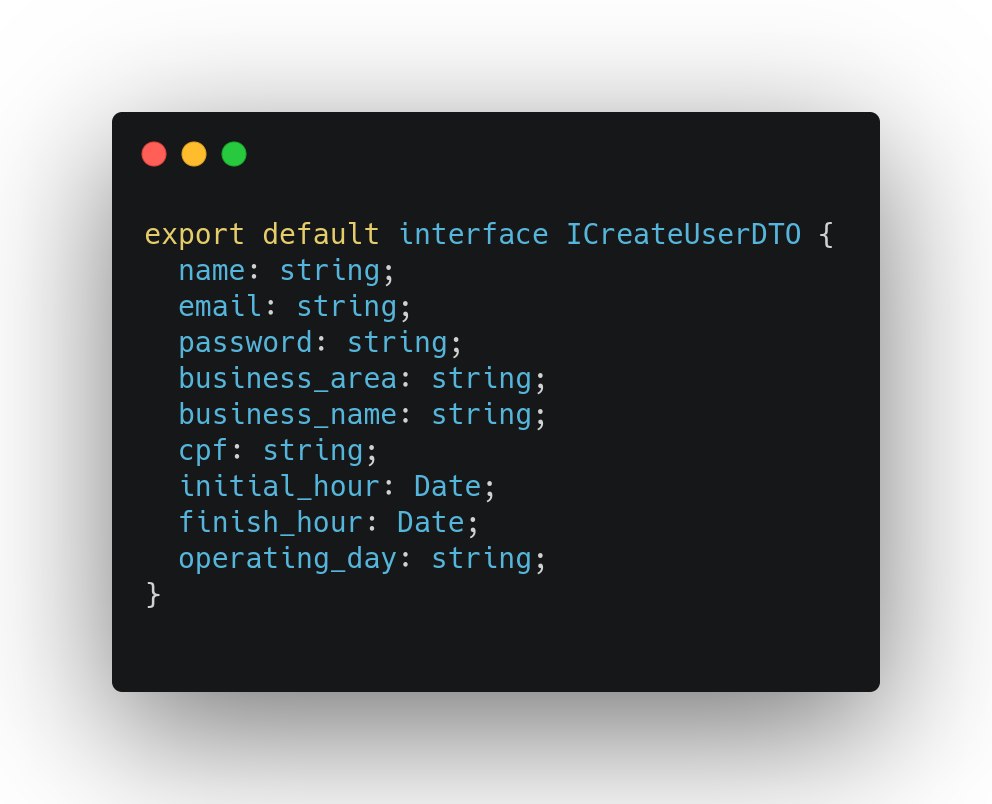 export default interface ICreateUserDTO {
  name: string;
  email: string;
  password: string;
  business_area: string;
  business_name: string;
  cpf: string;
  initial_hour: Date;
  finish_hour: Date;
  operating_day: string;
}